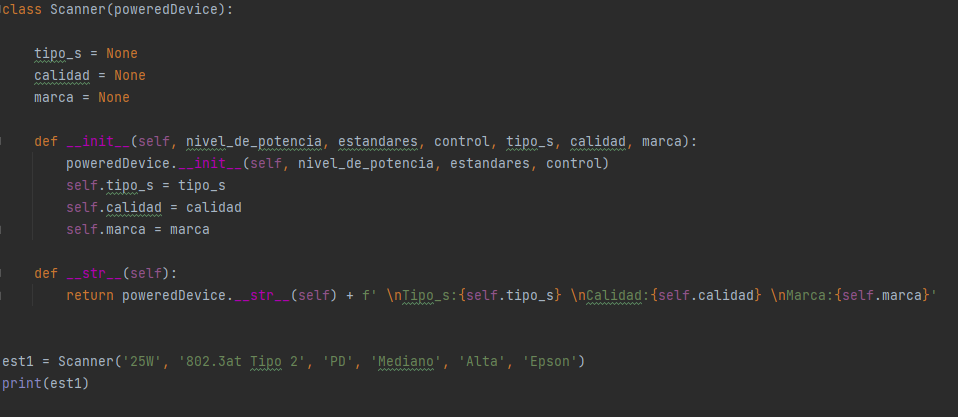 class Scanner(poweredDevice):
    tipo_s = None
    calidad = None
    marca = None
    def __init__(self, nivel_de_potencia, estandares, control, tipo_s, calidad, marca):
        poweredDevice.__init__(self, nivel_de_potencia, estandares, control)
        self.tipo_s = tipo_s
        self.calidad = calidad
        self.marca = marca
    def __str__(self):
        return poweredDevice.__str__(self) + f' \nTipo_s:{self.tipo_s} \nCalidad:{self.calidad} \nMarca:{self.marca}'
est1 = Scanner('25W', '802.3at Tipo 2', 'PD', 'Mediano', 'Alta', 'Epson')
print(est1)